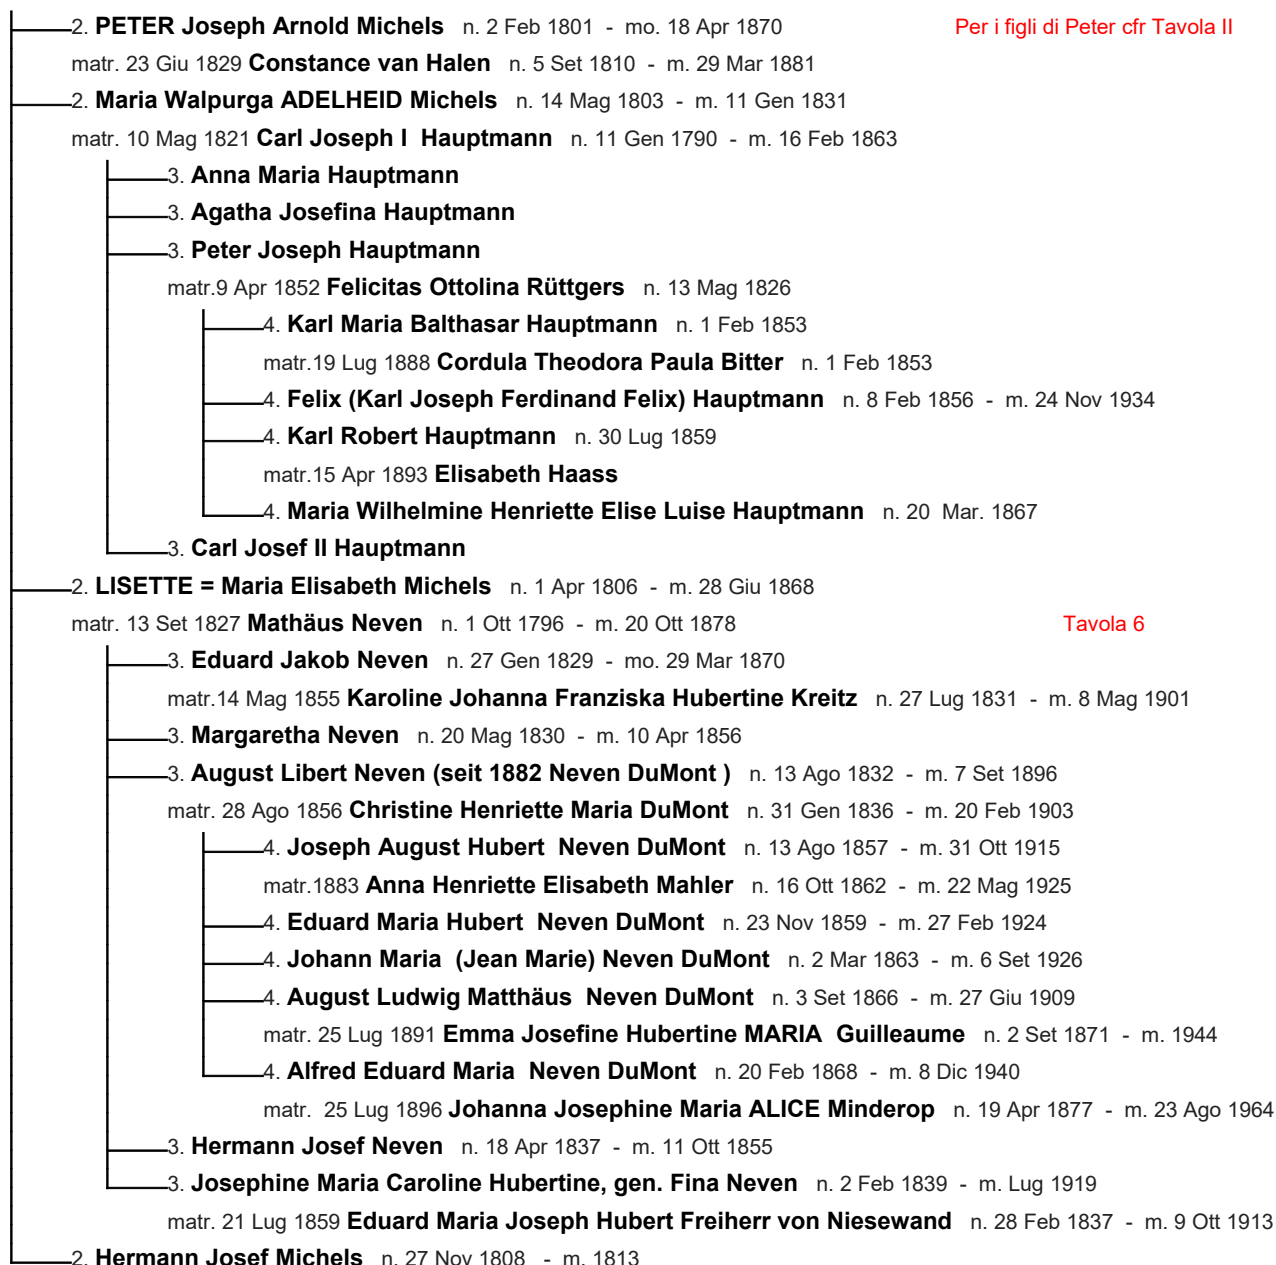 2. PETER Joseph Arnold Michels n. 2 Feb 1801 - mo. 18 Apr 1870 Per i figli di Peter cfr Tavola II
matr. 23 Giu 1829 Constance van Halen n. 5 Set 1810 - m. 29 Mar 1881
2. Maria Walpurga ADELHEID Michels n. 14 Mag 1803 - m. 11 Gen 1831
matr. 10 Mag 1821 Carl Joseph I Hauptmann n. 11 Gen 1790 - m. 16 Feb 1863
3. Anna Maria Hauptmann
3. Agatha Josefina Hauptmann
3. Peter Joseph Hauptmann
matr.9 Apr 1852 Felicitas Ottolina Rüttgers n. 13 Mag 1826
4. Karl Maria Balthasar Hauptmann n. 1 Feb 1853
matr.19 Lug 1888 Cordula Theodora Paula Bitter n. 1 Feb 1853
4. Felix (Karl Joseph Ferdinand Felix) Hauptmann n. 8 Feb 1856 - m. 24 Nov 1934
4. Karl Robert Hauptmann n. 30 Lug 1859
matr.15 Apr 1893 Elisabeth Haass
4. Maria Wilhelmine Henriette Elise Luise Hauptmann n. 20 Mar. 1867
3. Carl Josef II Hauptmann
2. LISETTE = Maria Elisabeth Michels n. 1 Apr 1806 - m. 28 Giu 1868
matr. 13 Set 1827 Mathäus Neven n. 1 Ott 1796 - m. 20 Ott 1878 Tavola 6
3. Eduard Jakob Neven n. 27 Gen 1829 - mo. 29 Mar 1870
matr.14 Mag 1855 Karoline Johanna Franziska Hubertine Kreitz n. 27 Lug 1831 - m. 8 Mag 1901
3. Margaretha Neven n. 20 Mag 1830 - m. 10 Apr 1856
3. August Libert Neven (seit 1882 Neven DuMont ) n. 13 Ago 1832 - m. 7 Set 1896
matr. 28 Ago 1856 Christine Henriette Maria DuMont n. 31 Gen 1836 - m. 20 Feb 1903
4. Joseph August Hubert Neven DuMont n. 13 Ago 1857 - m. 31 Ott 1915
matr.1883 Anna Henriette Elisabeth Mahler n. 16 Ott 1862 - m. 22 Mag 1925
4. Eduard Maria Hubert Neven DuMont n. 23 Nov 1859 - m. 27 Feb 1924
4. Johann Maria (Jean Marie) Neven DuMont n. 2 Mar 1863 - m. 6 Set 1926
4. August Ludwig Matthäus Neven DuMont n. 3 Set 1866 - m. 27 Giu 1909
matr. 25 Lug 1891 Emma Josefine Hubertine MARIA Guilleaume n. 2 Set 1871 - m. 1944
4. Alfred Eduard Maria Neven DuMont n. 20 Feb 1868 - m. 8 Dic 1940
matr. 25 Lug 1896 Johanna Josephine Maria ALICE Minderop n. 19 Apr 1877 - m. 23 Ago 1964
3. Hermann Josef Neven n. 18 Apr 1837 - m. 11 Ott 1855
3. Josephine Maria Caroline Hubertine, gen. Fina Neven n. 2 Feb 1839 - m. Lug 1919
matr. 21 Lug 1859 Eduard Maria Joseph Hubert Freiherr von Niesewand n. 28 Feb 1837 - m. 9 Ott 1913
2. Hermann Josef Michels n. 27 Nov 1808 - m. 1813